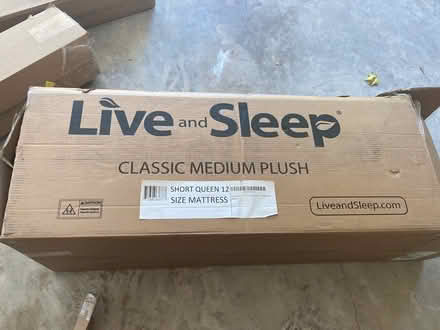 Live and Sleep®
CLASSIC MEDIUM PLUSH
SHORT QUEEN 12
SIZE MATTRESS
LiveandSleep.com